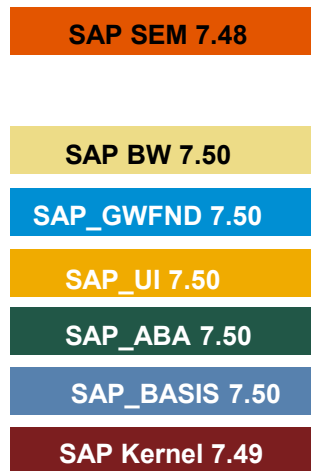 SAP SEM 7.48
SAP BW 7.50
SAP_GWFND 7.50
SAP_UI 7.50
SAP_ABA 7.50
SAP_BASIS 7.50
SAP Kernel 7.49